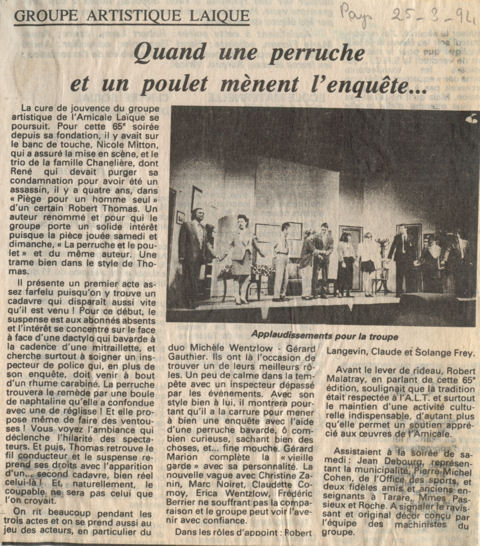 GROUPE ARTISTIQUE LAIQUE
Pays 25-3-94
Quand une perruche
et un poulet mènent l'enquête...
La cure de jouvence du groupe
artistique de l'Amicale Laïque se
poursuit. Pour cette 65e soirée
depuis sa fondation, il y avait sur
le banc de touche, Nicole Mitton,
qui a assuré la mise en scène, et le
trio de la famille Chanelière, dont
René qui devait purger sa
condamnation pour avoir été un
assassin, il y a quatre ans, dans
« Piège pour un homme seul »
d'un certain Robert Thomas. Un
auteur renommé et pour qui le
groupe porte un solide intérêt
puisque la pièce jouée samedi et
dimanche, « La perruche et le pou-
let » et du même auteur. Une
trame bien dans le style de Tho-
mas.
Il présente un premier acte as-
sez farfelu puisqu'on y trouve un
cadavre qui disparait aussi vite
qu'il est venu ! Pour ce début, le
suspense est aux abonnés absents
et l'intérêt se concentre sur le face
à face d'une dactylo qui bavarde à
la cadence d'une mitraillette, et
cherche surtout à soigner un ins-
pecteur de police qui, en plus de
son enquête, doit venir à bout
d'un rhume carabiné. La perruche
trouvera le remède par une boule
de naphtaline qu'elle a confondue
avec une de réglisse ! Et elle pro-
pose même de faire des ventou-
ses ! Vous voyez l'ambiance qui
déclenche l'hilarité des specta-
teurs. Et puis, Thomas retrouve le
fil conducteur et le suspense re-
prend ses droits avec l'apparition
d'un... second cadavre, bien réel
celui-là ! Et, naturellement, le
coupable ne sera pas celui que
l'on croyait.
On rit beaucoup pendant les
trois actes et on se prend aussi au
jeu des acteurs, en particulier du
Applaudissements pour la troupe
duo Michèle Wentzlow - Gérard
Gauthier. Ils ont là l'occasion de
trouver un de leurs meilleurs rô-
les. Un peu de calme dans la tem-
pête avec un inspecteur dépassé
par les événements. Avec son
style bien à lui, il montrera pour-
tant qu'il a la carrure pour mener
à bien une enquête avec l'aide
d'une perruche bavarde, ô com-
bien curieuse, sachant bien des
choses, et... fine mouche. Gérard
Marion complète la « vieille
garde » avec sa personnalité. La
nouvelle vague avec Christine Za-
nin, Marc Noiret, Claudette Co-
moy, Erica Wentzlow, Frédéric
Berrier ne souffrant pas la compa-
raison et le groupe peut voir l'ave-
nir avec confiance.
Dans les rôles d'appoint : Robert
Langevin, Claude et Solange Frey.
Avant le lever de rideau, Robert
Malatray, en parlant de cette 65e
édition, soulignait que la tradition
était respectée à l'A.L.T. et surtout
le maintien d'une activité cultu-
relle indispensable, d'autant plus
qu'elle permet un soutien appré-
cié aux œuvres de l'Amicale.
Assistaient à la soirée de sa-
medi : Jean Debourg, représen-
tant la municipalité, Pierre-Michel
Cohen, de l'Office des sports, et
deux fidèles amis et anciens en-
seignants à Tarare, Mmes Pas-
sieux et Roche. A signaler le ravis-
sant et original décor conçu par
l'équipe des machinistes du
groupe.